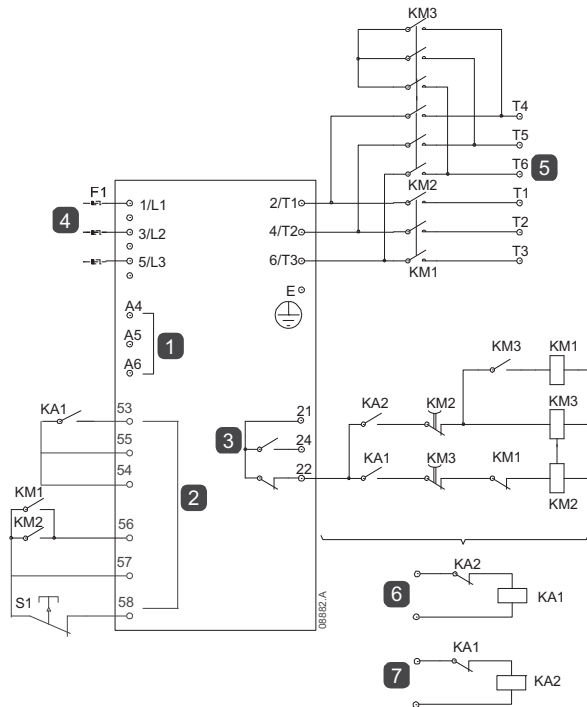 KM3
T4
T5
T6
5
KM2
F1
1/L1
2/T1
T1
4
3/L2
4/T2
T2
5/L3
6/T3
T3
KM1
E
A4
A5
1
A6
KM3
KM1
KA1
53
21
KA2
KM2
KM3
55
3
24
54
22
KA1
KM3
KM1
KM1
2
KM2
KM2
56
57
KA2
S1
58
6
KA1
08882.A
KA1
7
KA2